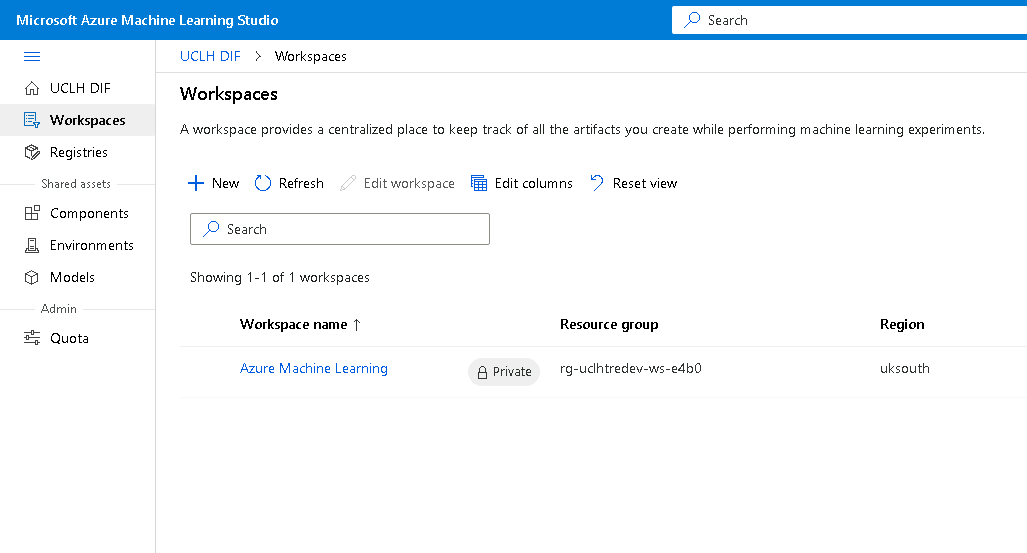 Microsoft Azure Machine Learning Studio
Search
UCLH DIF > Workspaces
UCLH DIF
Workspaces
Registries
Shared assets
Components
Environments
Models
Admin
Quota
Workspaces
A workspace provides a centralized place to keep track of all the artifacts you create while performing machine learning experiments.
New Refresh Edit workspace Edit columns Reset view
Search
Showing 1-1 of 1 workspaces
Workspace name ↑ Resource group Region
Azure Machine Learning Private rg-uclhtredev-ws-e4b0 uksouth